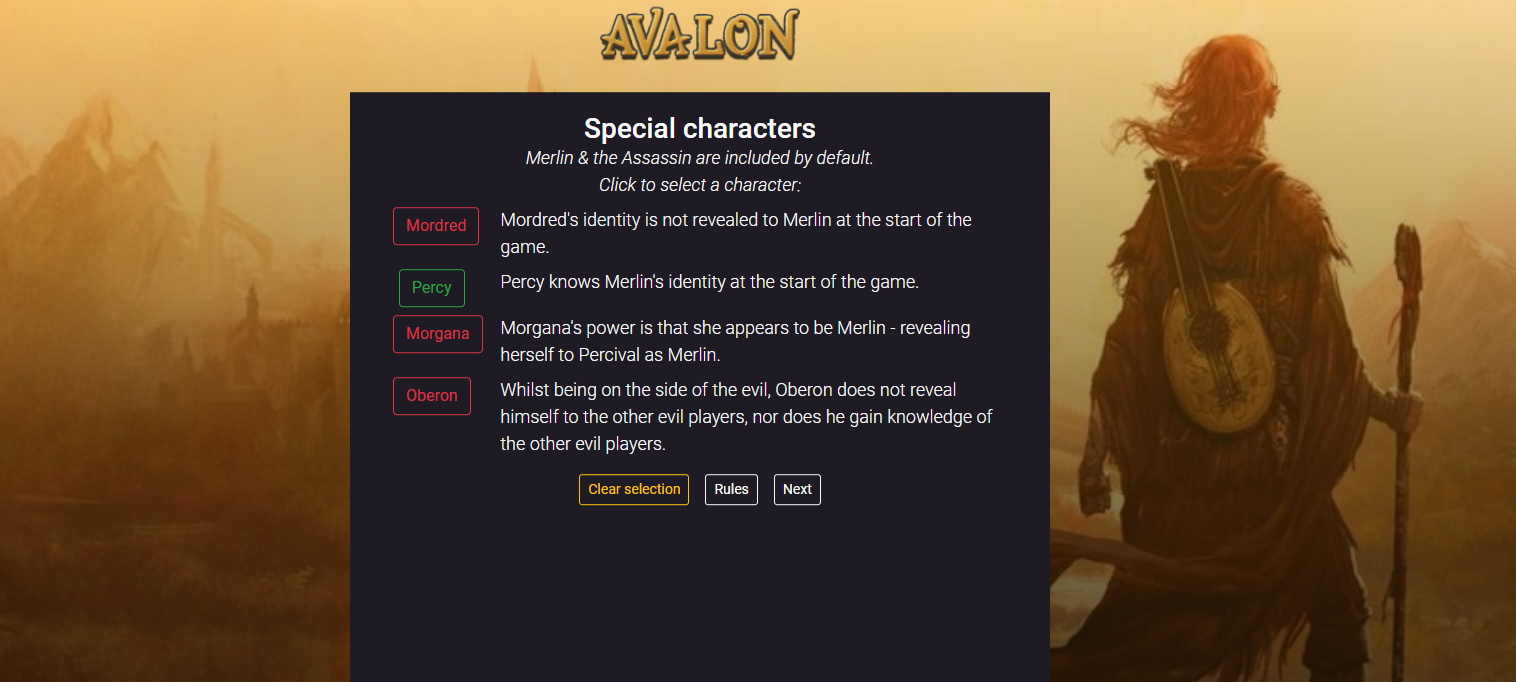 AVALON
Special characters
Merlin & the Assassin are included by default.
Click to select a character:
Mordred
Mordred's identity is not revealed to Merlin at the start of the
game.
Percy
Percy knows Merlin's identity at the start of the game.
Morgana
Morgana's power is that she appears to be Merlin - revealing
herself to Percival as Merlin.
Oberon
Whilst being on the side of the evil, Oberon does not reveal
himself to the other evil players, nor does he gain knowledge of
the other evil players.
Clear selection Rules Next